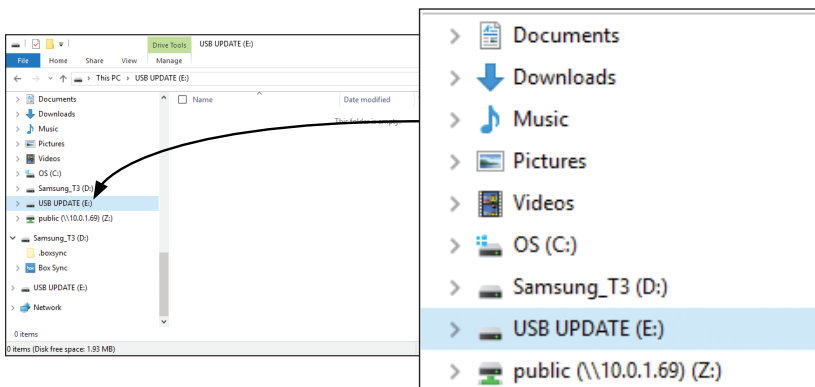 Drive Tools USB UPDATE (E:)
File Home Share View Manage
This PC > USB UPDATE (E:)
Name Date modified
This folder is empty.
Documents
Downloads
Music
Pictures
Videos
OS (C:)
Samsung_T3 (D:)
USB UPDATE (E:)
public (\\10.0.1.69) (Z:)
Samsung_T3 (D:)
.boxsync
Box Sync
USB UPDATE (E:)
Network
0 items
0 items (Disk free space: 1.93 MB)
Documents
Downloads
Music
Pictures
Videos
OS (C:)
Samsung_T3 (D:)
USB UPDATE (E:)
public (\\10.0.1.69) (Z:)